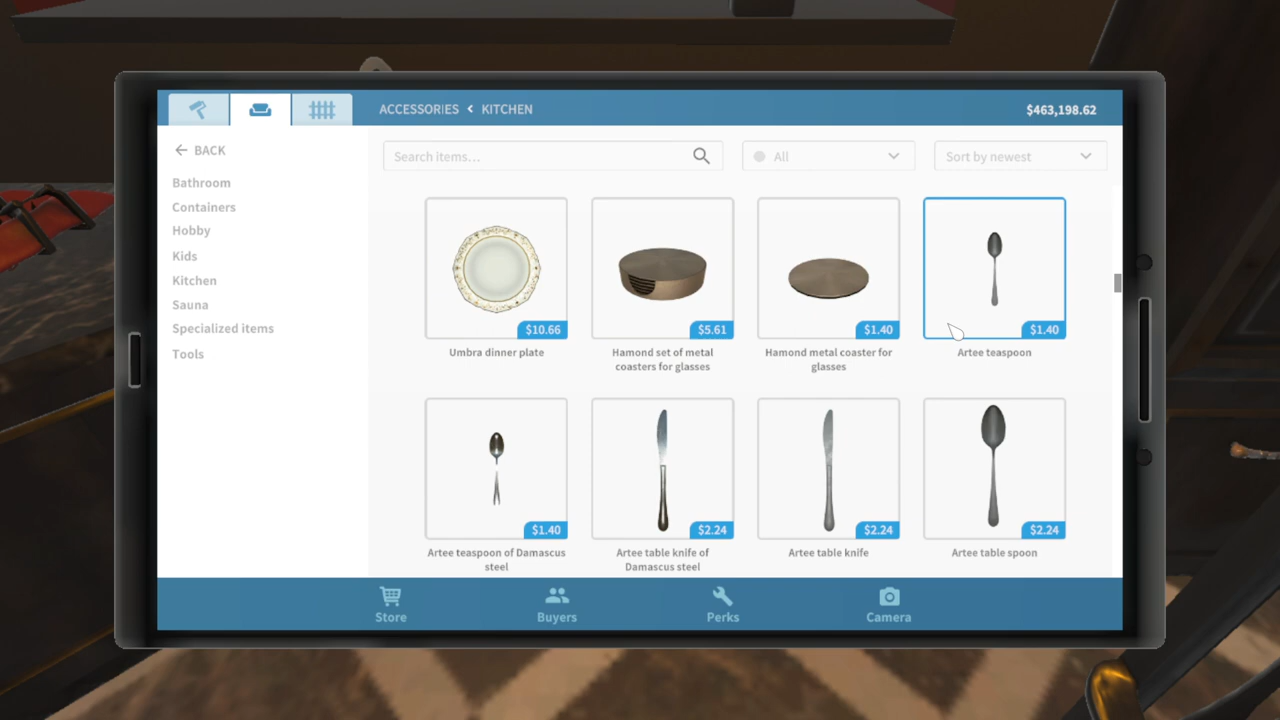 ACCESSORIES < KITCHEN
$463,198.62
BACK
Bathroom
Containers
Hobby
Kids
Kitchen
Sauna
Specialized items
Tools
Search items...
All
Sort by newest
$10.66
$5.61
$1.40
$1.40
Umbra dinner plate
Hamond set of metal
coasters for glasses
Hamond metal coaster for
glasses
Artee teaspoon
$1.40
$2.24
$2.24
$2.24
Artee teaspoon of Damascus
steel
Artee table knife of
Damascus steel
Artee table knife
Artee table spoon
Store
Buyers
Perks
Camera